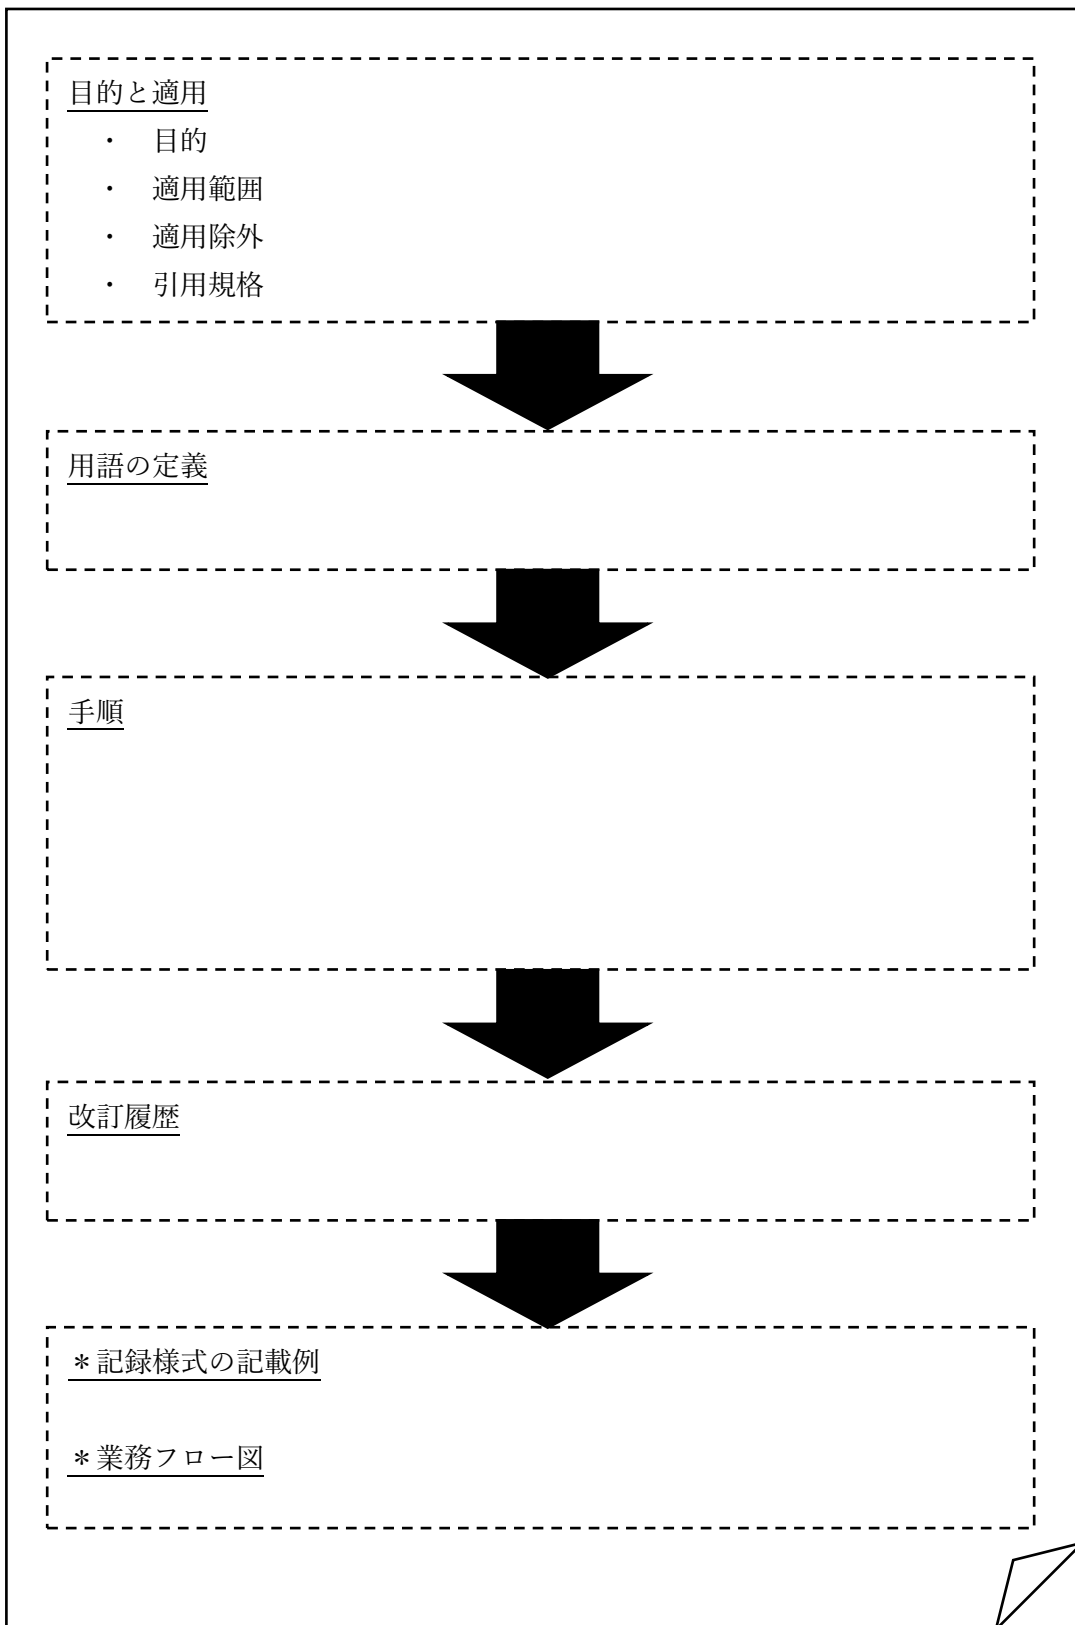 目的と適用
・ 目的
・ 適用範囲
・ 適用除外
・ 引用規格
用語の定義
手順
改訂履歴
＊記録様式の記載例
＊業務フロー図